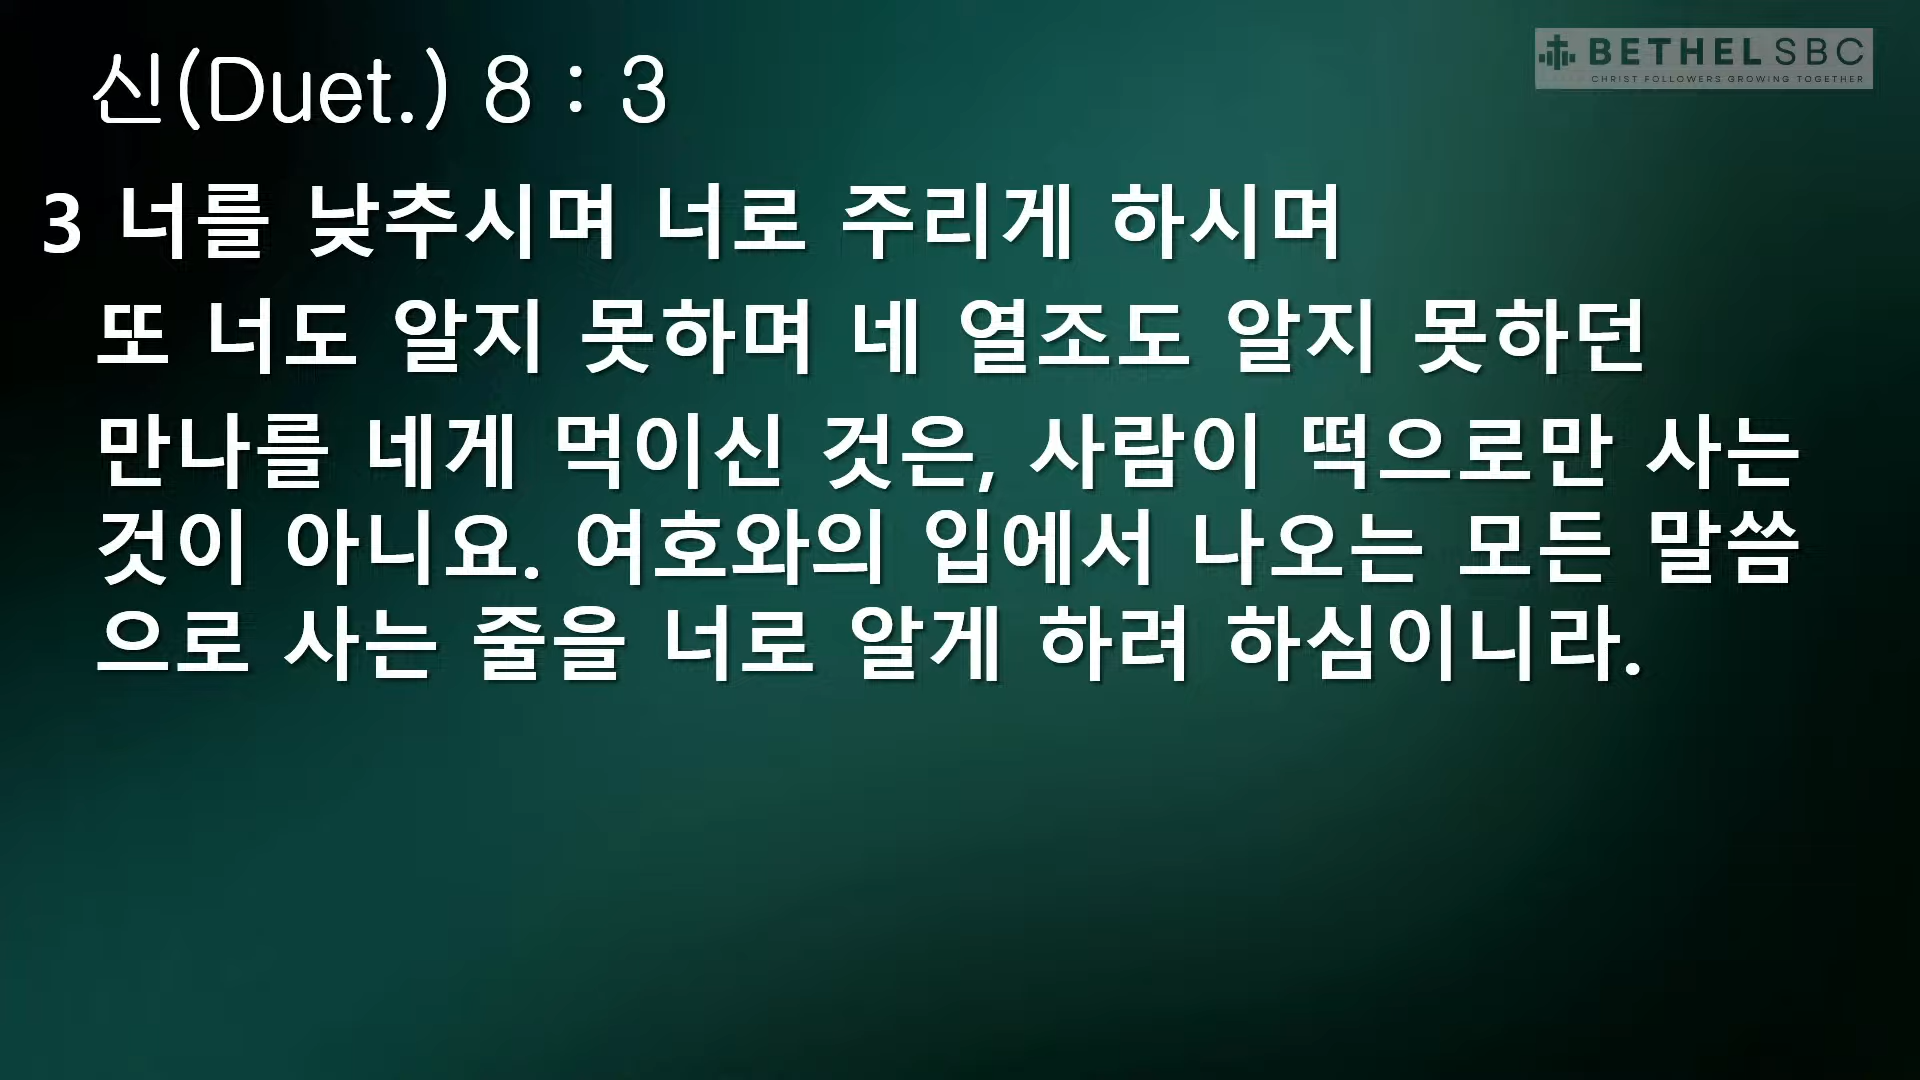 신(Duet.) 8 : 3
BETHEL SBC
CHRIST FOLLOWERS GROWING TOGETHER
3 너를 낮추시며 너로 주리게 하시며
또 너도 알지 못하며 네 열조도 알지 못하던
만나를 네게 먹이신 것은, 사람이 떡으로만 사는
것이 아니요. 여호와의 입에서 나오는 모든 말씀
으로 사는 줄을 너로 알게 하려 하심이니라.